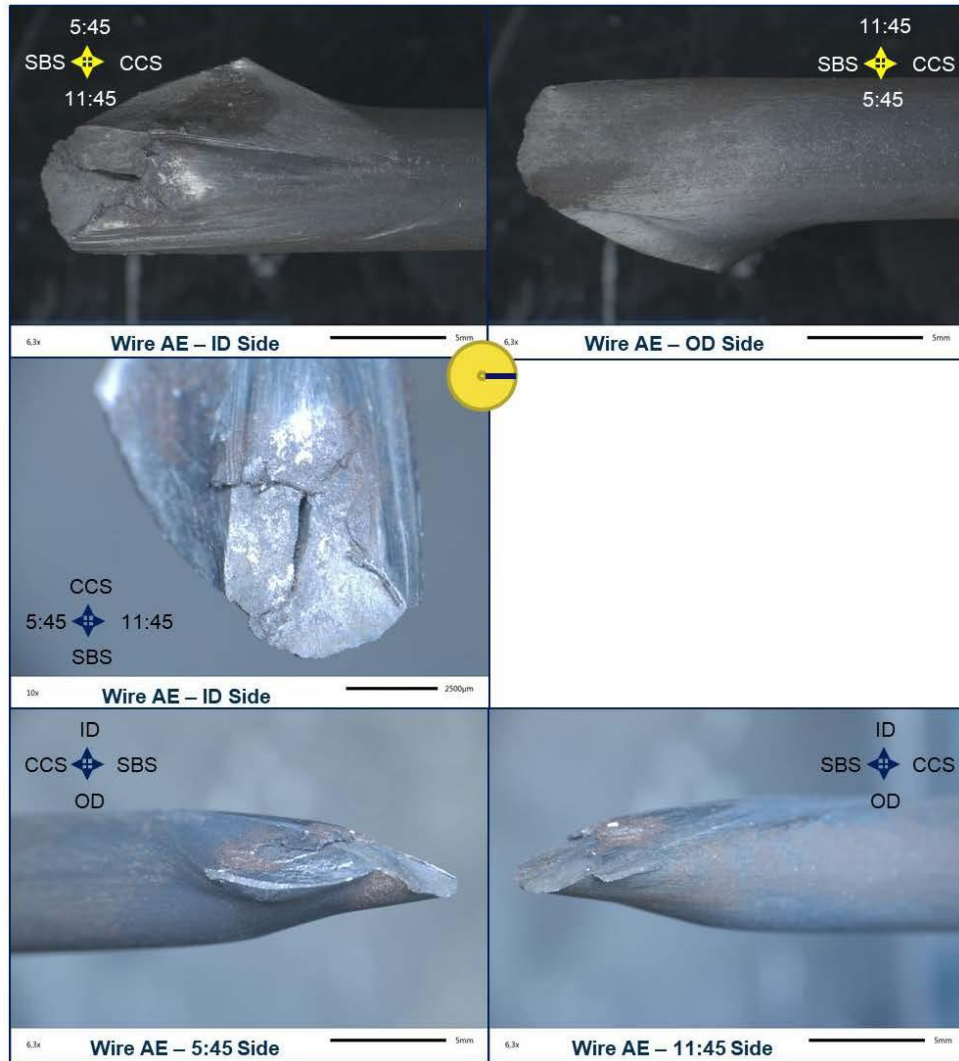 5:45
SBS CCS
11:45
6,3x
Wire AE – ID Side
5mm
11:45
SBS CCS
5:45
6,3x
Wire AE – OD Side
5mm
CCS
5:45 11:45
SBS
10x
Wire AE – ID Side
2500µm
ID
CCS SBS
OD
6,3x
Wire AE – 5:45 Side
5mm
ID
SBS CCS
OD
6,3x
Wire AE – 11:45 Side
5mm